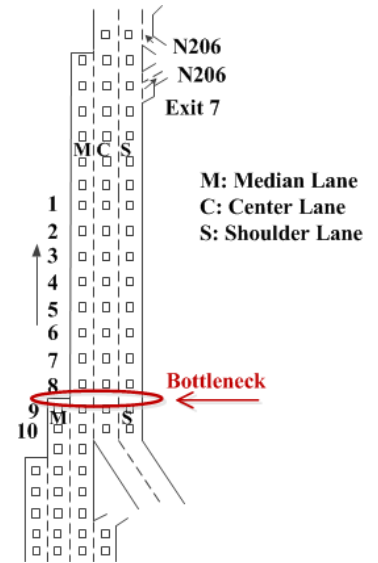 N206
N206
Exit 7
M C S
M: Median Lane
C: Center Lane
S: Shoulder Lane
1
2
3
4
5
6
7
8
Bottleneck
9 M S
10